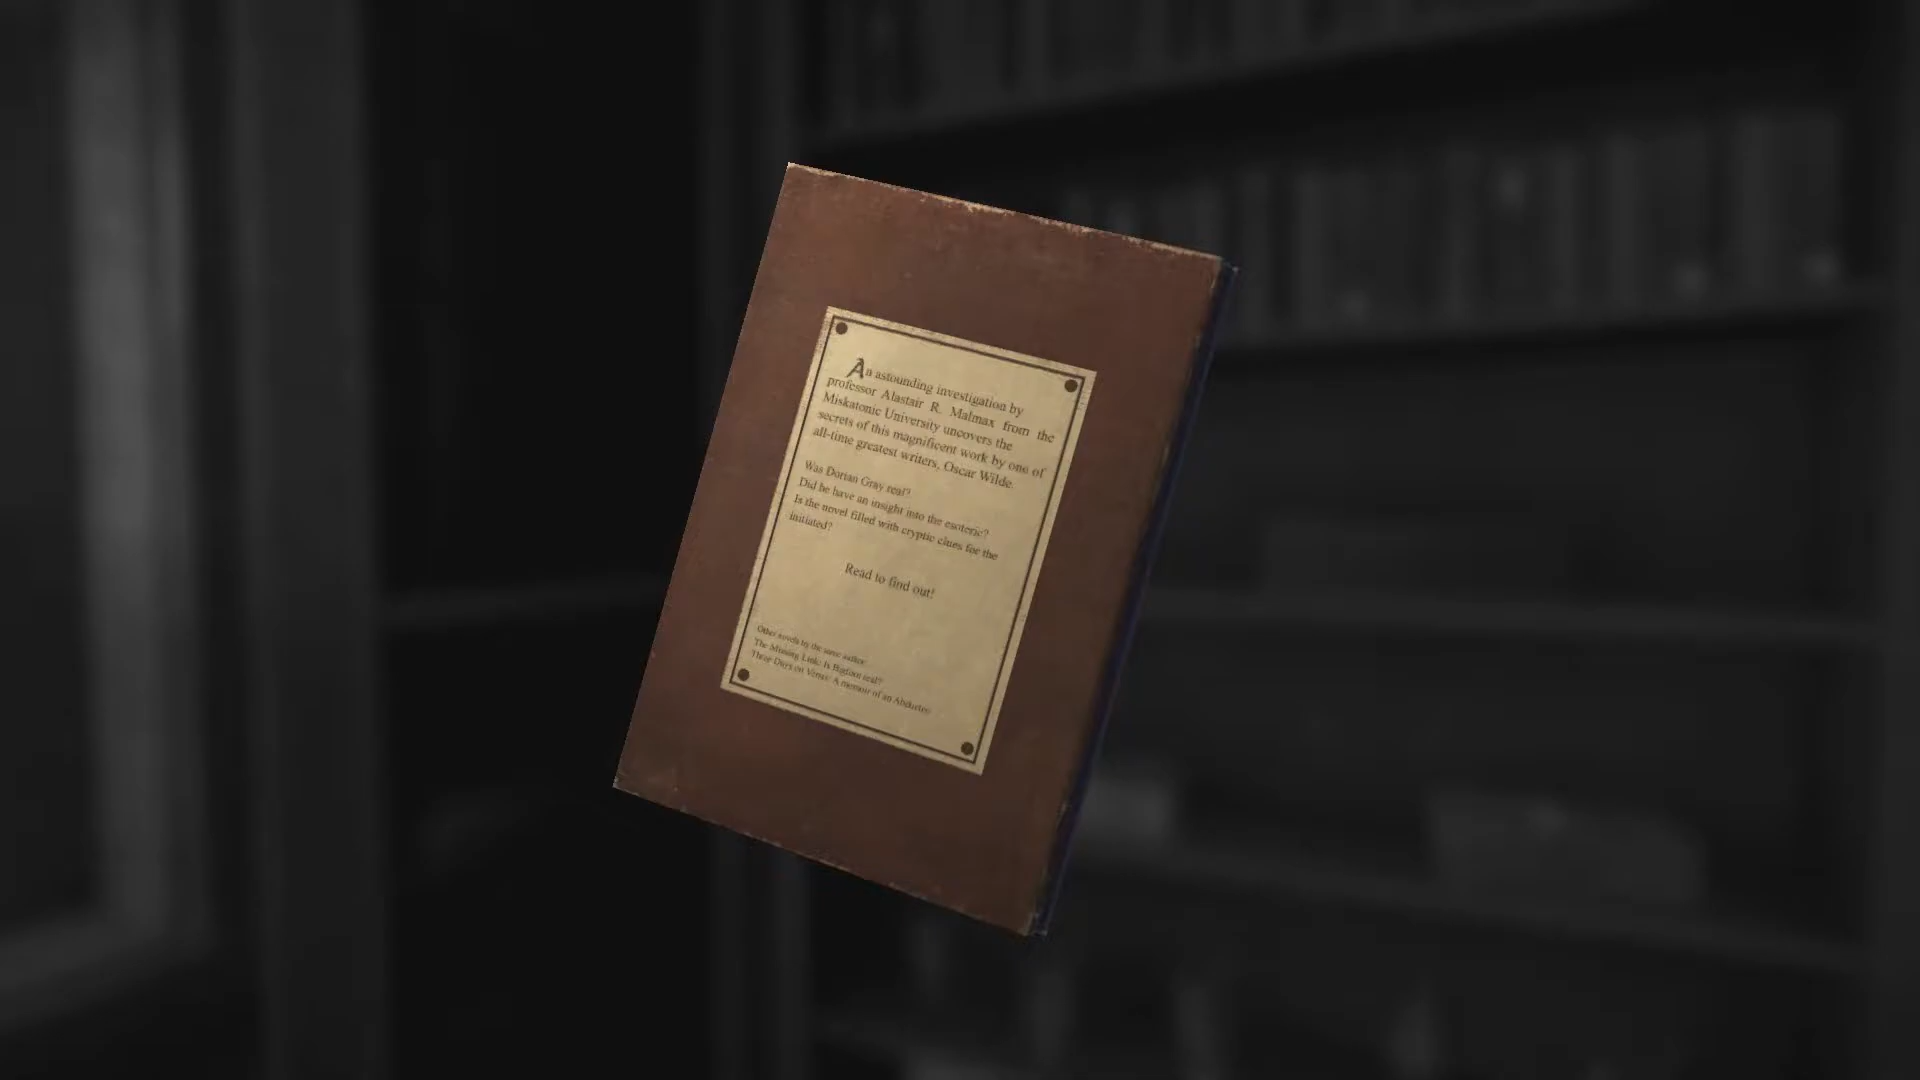 An astounding investigation by
professor Alastair R. Malmax from the
Miskatonic University uncovers the
secrets of this magnificent work by one of
all-time greatest writers, Oscar Wilde.
Was Dorian Gray real?
Did he have an insight into the esoteric?
Is the novel filled with cryptic clues for the
initiated?
Read to find out!
Other novels by the same author:
The Missing Link: Is Bigfoot real?
Three Days on Venus: A memoir of an Abductee